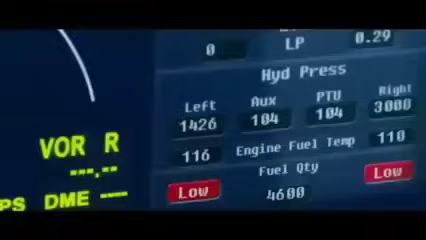 0 LP 0.29
Hyd Press
Left Aux PTU Right
1426 104 104 3000
116 Engine Fuel Temp 110
Fuel Qty
Low 4600 Low
VOR R
---.--
DME ----